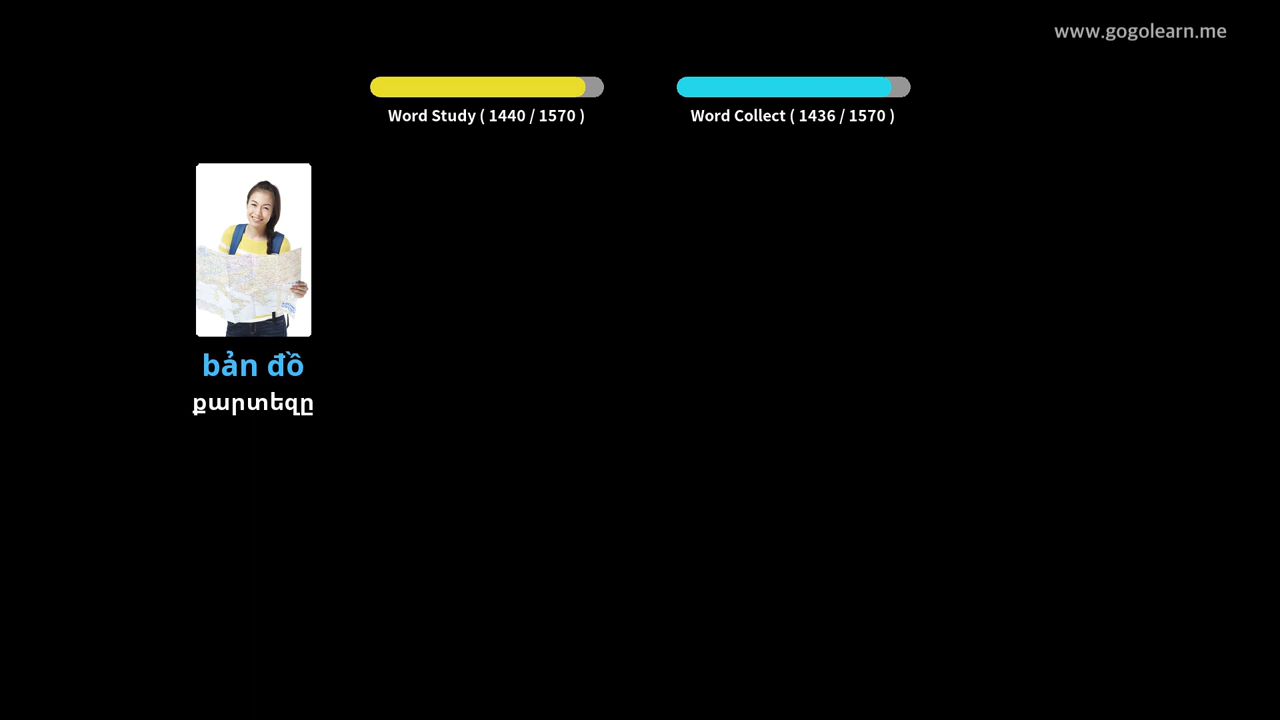 www.gogolearn.me
Word Study ( 1440 / 1570 )
Word Collect ( 1436 / 1570 )
bản đồ
քարտեզը